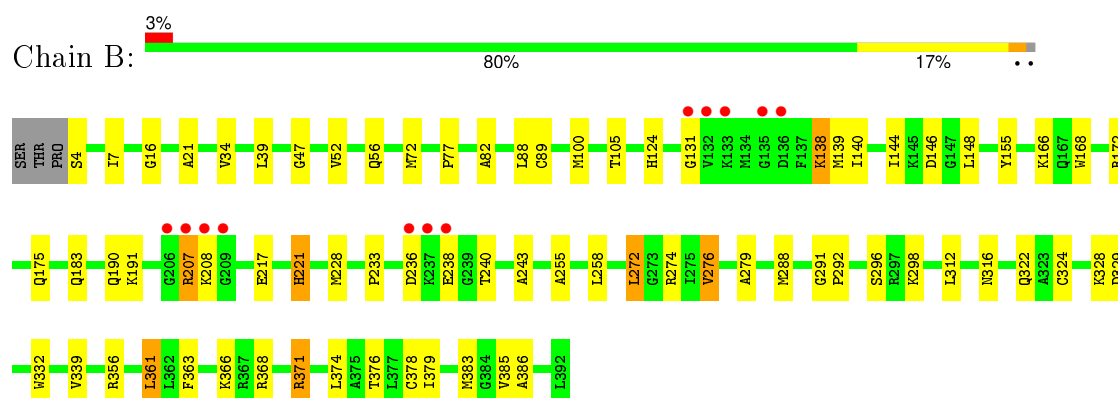 3%
Chain B:
80% 17% • •
SER THR PRO S4 I7 G16 A21 V34 L39 G47 V52 Q56 M72 P77 A82 L88 C89 M100 T105 H124 G131 V132 K133 M134 G135 D136 F137 K138 M139 I140 I144 K145 D146 G147 L148 Y155 K166 Q167 W168
Q175 Q183 Q190 K191 G206 R207 K208 G209 E217 H221 M228 P233 D236 K237 E238 G239 T240 A243 A255 L258 L272 G273 R274 I275 V276 A279 M288 G291 P292 S296 R297 K298 L312 N316 Q322 A323 C324 K328
W332 V339 R356 L361 L362 F363 K366 R367 R368 R371 L374 A375 T376 L377 C378 I379 M383 G384 V385 A386 L392